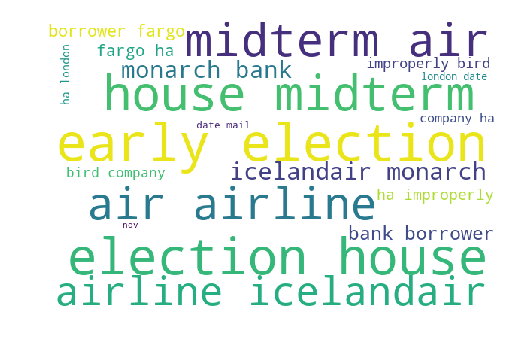 borrower fargo
midterm air
fargo ha
ha london
monarch bank
improperly bird
london date
house midterm
company ha
date mail
early election
bird company
icelandair monarch
air airline
ha improperly
nov
bank borrower
election house
airline icelandair